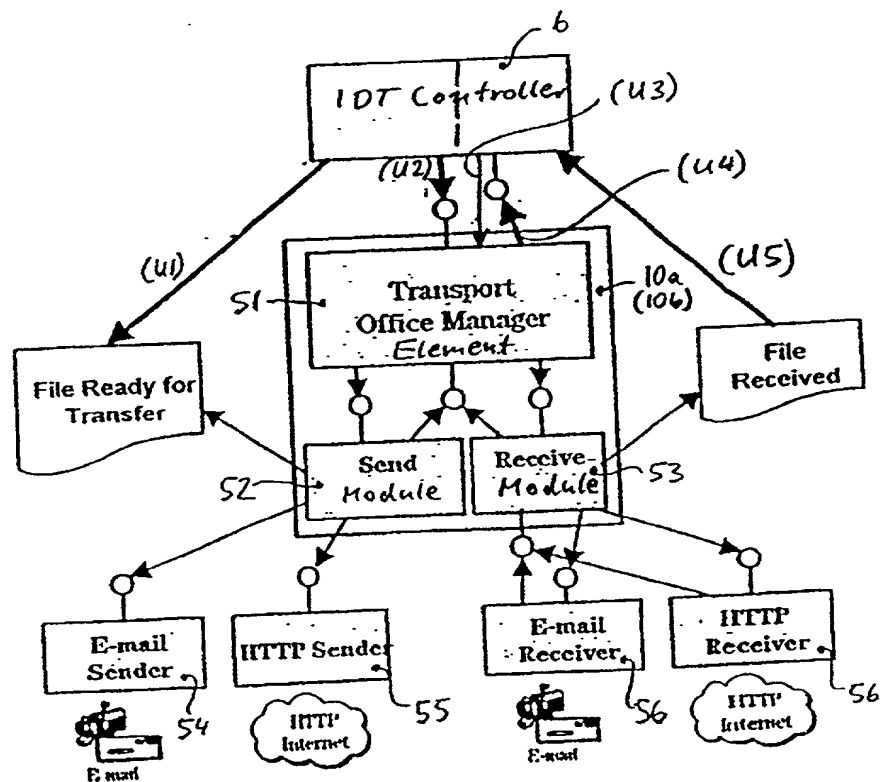 6
IDT Controller
(U3)
(U2)
(U4)
(U1)
(U5)
51
Transport
Office Manager
Element
10a
(10b)
File Ready for
Transfer
File
Received
52
Send
Module
Receive
Module
53
E-mail
Sender
54
HTTP Sender
55
E-mail
Receiver
56
HTTP
Receiver
56
E-mail
HTTP
Internet
E-mail
HTTP
Internet